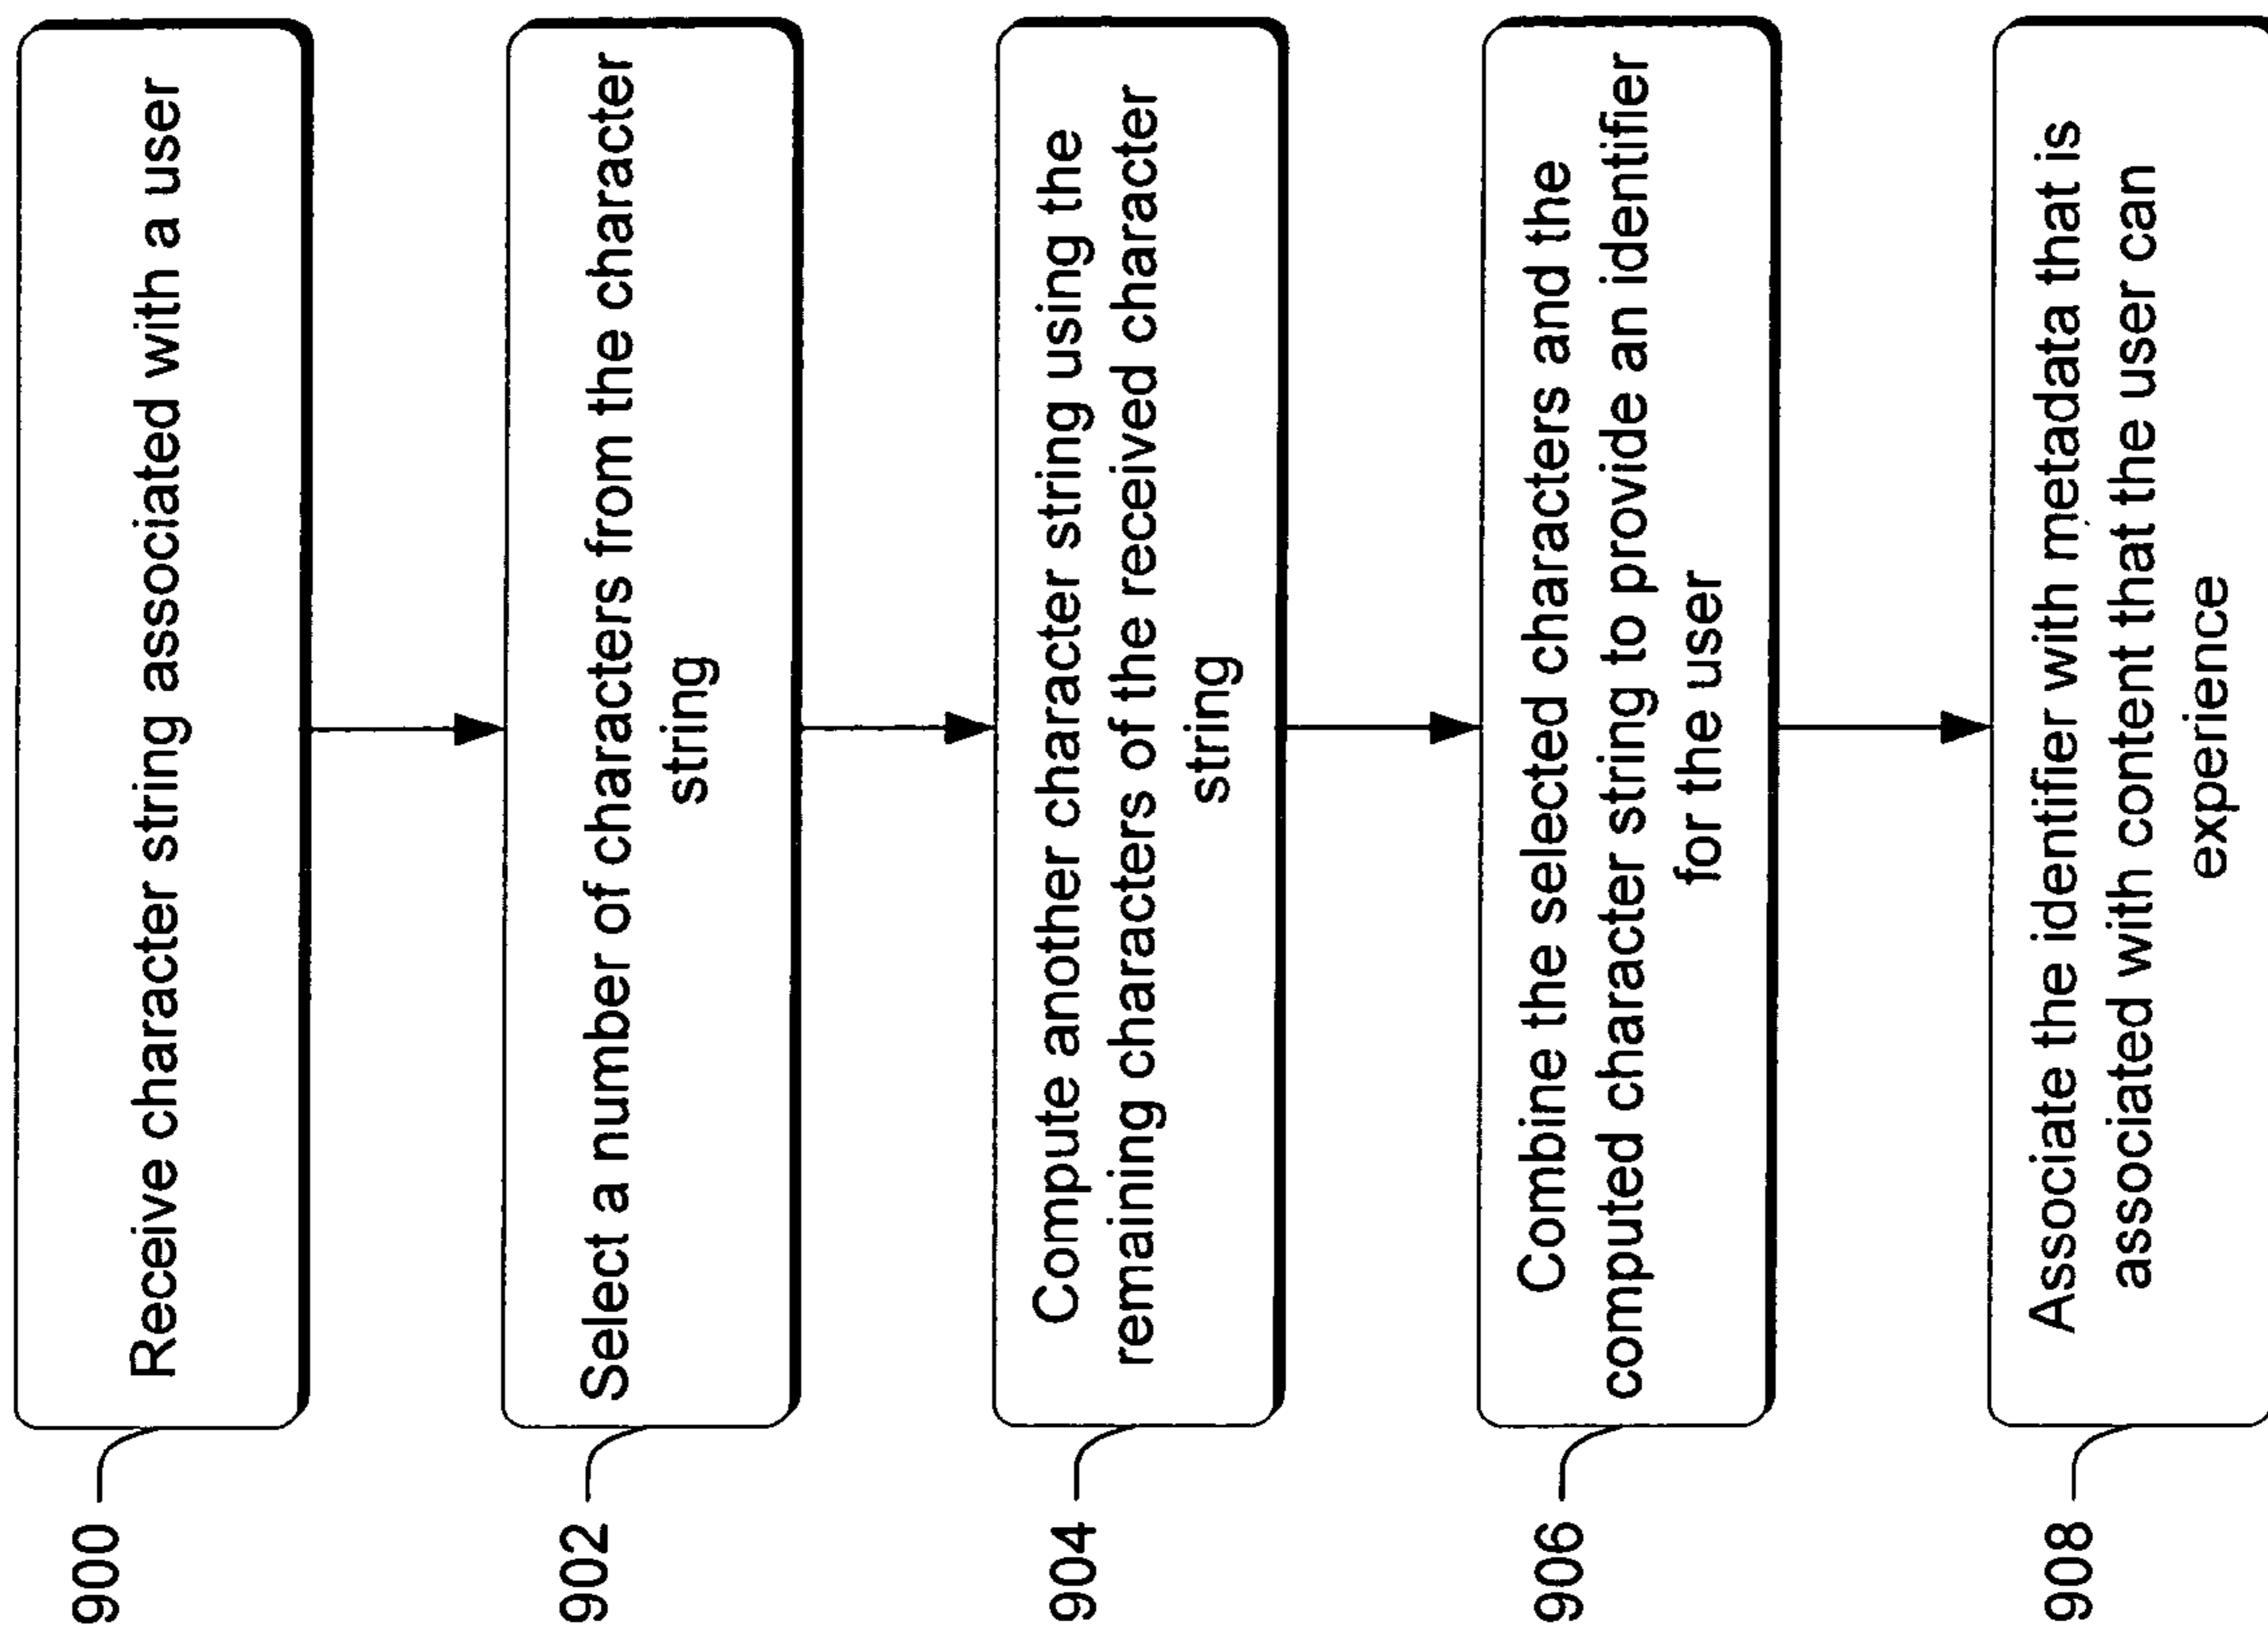 900
Receive character string associated with a user
902
Select a number of characters from the character
string
904
Compute another character string using the
remaining characters of the received character
string
906
Combine the selected characters and the
computed character string to provide an identifier
for the user
908
Associate the identifier with metadata that is
associated with content that the user can
experience